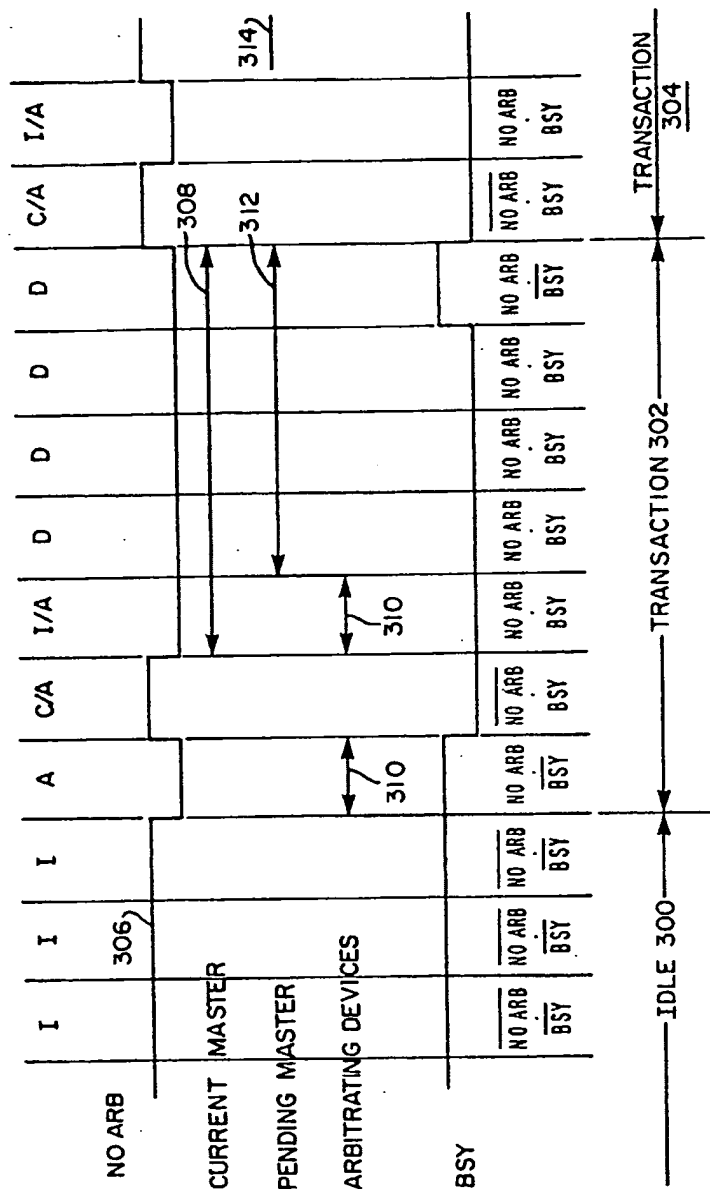 I I I A C/A I/A D D D D C/A I/A
NO ARB
306
314
CURRENT MASTER
308
PENDING MASTER
312
ARBITRATING DEVICES
310
310
BSY
NO ARB NO ARB NO ARB NO ARB NO ARB NO ARB NO ARB NO ARB NO ARB NO ARB NO ARB NO ARB
BSY BSY BSY BSY BSY BSY BSY BSY BSY BSY BSY BSY
IDLE 300
TRANSACTION 302
TRANSACTION
304